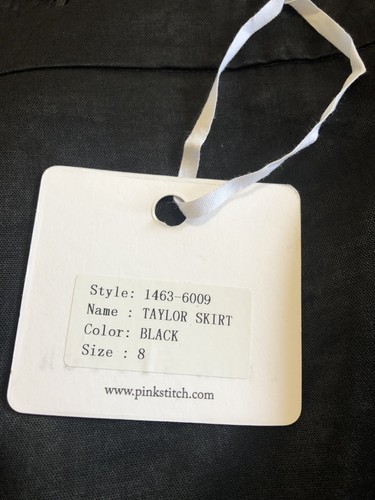 Style: 1463-6009
Name : TAYLOR SKIRT
Color: BLACK
Size : 8
www.pinkstitch.com